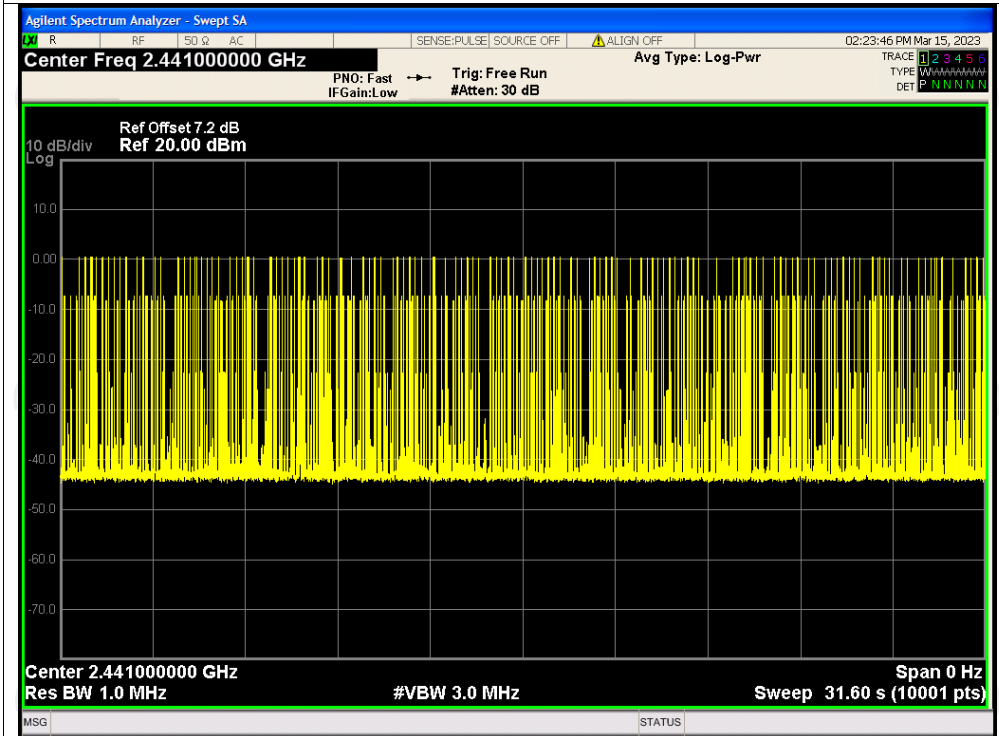 Agilent Spectrum Analyzer - Swept SA
LXI R RF 50 Ω AC SENSE:PULSE SOURCE OFF ALIGN OFF 02:23:46 PM Mar 15, 2023
Center Freq 2.441000000 GHz Avg Type: Log-Pwr TRACE 1 2 3 4 5 6
PNO: Fast Trig: Free Run TYPE W
IFGain:Low #Atten: 30 dB DET P N N N N N
Ref Offset 7.2 dB
10 dB/div Ref 20.00 dBm
Log
10.0
0.00
-10.0
-20.0
-30.0
-40.0
-50.0
-60.0
-70.0
Center 2.441000000 GHz Span 0 Hz
Res BW 1.0 MHz #VBW 3.0 MHz Sweep 31.60 s (10001 pts)
MSG STATUS